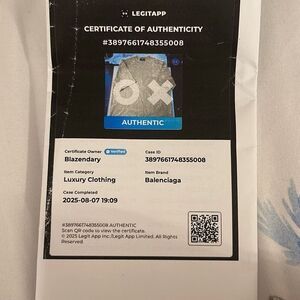 LEGITAPP
CERTIFICATE OF AUTHENTICITY
#3897661748355008
AUTHENTIC
Certificate Owner Verified
Case ID
Blazendary
3897661748355008
Item Category
Item Brand
Luxury Clothing
Balenciaga
Case Completed
2025-08-07 19:09
#3897661748355008 AUTHENTIC
Scan QR code to view the certificate.
© 2025 Legit App Inc./Legit App Limited. All Rights
Reserved.